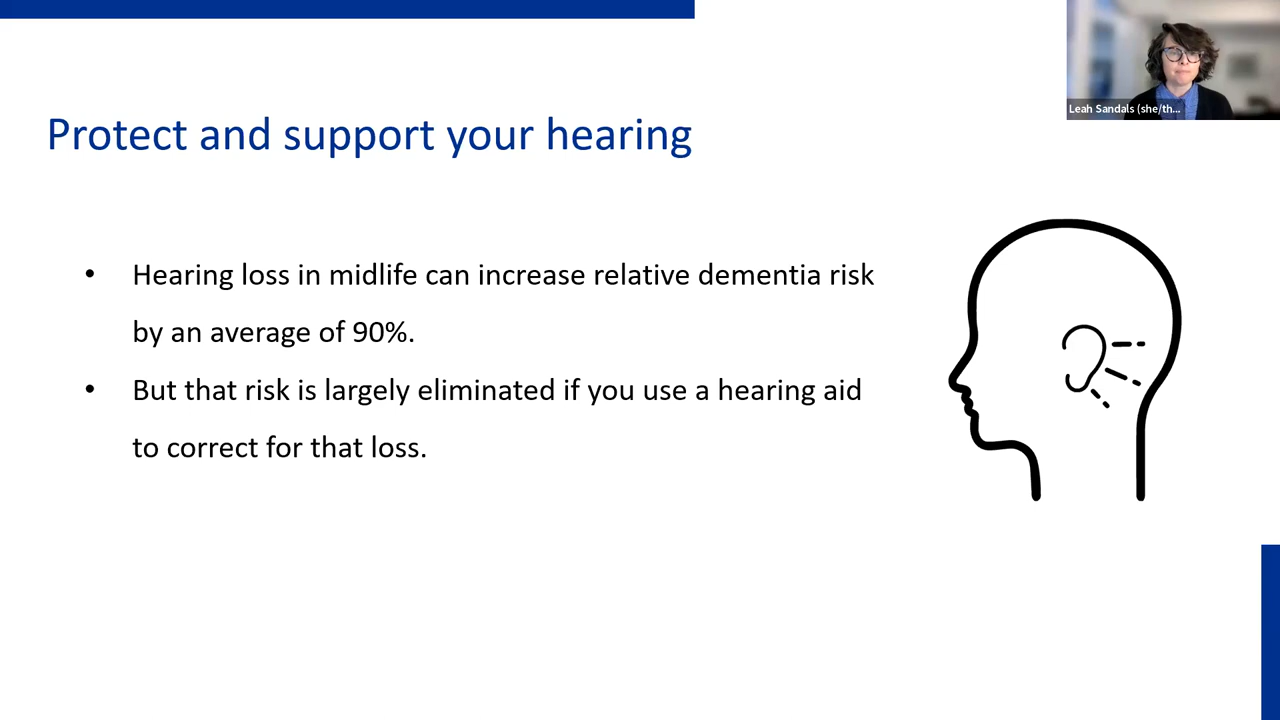 Leah Sandals (she/th...
Protect and support your hearing
• Hearing loss in midlife can increase relative dementia risk
by an average of 90%.
• But that risk is largely eliminated if you use a hearing aid
to correct for that loss.